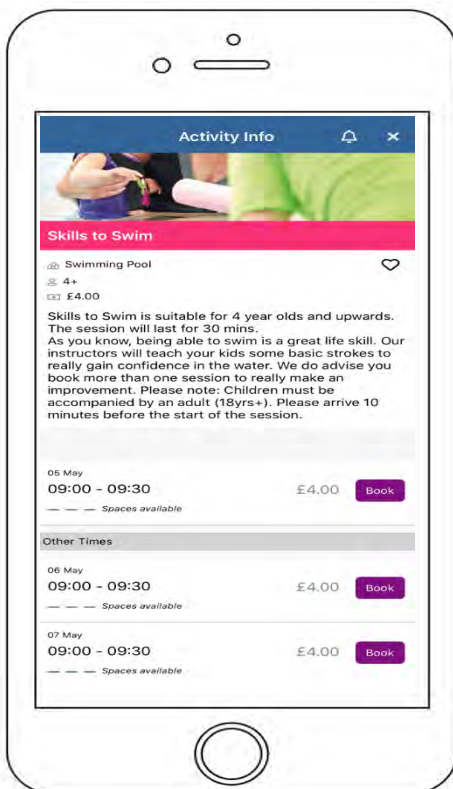 Activity Info
Skills to Swim
Swimming Pool
4+
£4.00
Skills to Swim is suitable for 4 year olds and upwards.
The session will last for 30 mins.
As you know, being able to swim is a great life skill. Our
instructors will teach your kids some basic strokes to
really gain confidence in the water. We do advise you
book more than one session to really make an
improvement. Please note: Children must be
accompanied by an adult (18yrs+). Please arrive 10
minutes before the start of the session.
05 May
09:00 - 09:30 £4.00 Book
Spaces available
Other Times
06 May
09:00 - 09:30 £4.00 Book
Spaces available
07 May
09:00 - 09:30 £4.00 Book
Spaces available